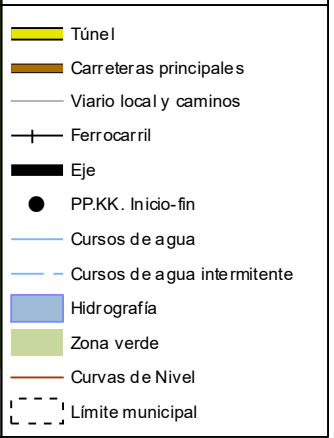 Túnel
Carreteras principales
Viario local y caminos
Ferrocarril
Eje
PP.KK. Inicio-fin
Cursos de agua
Cursos de agua intermitente
Hidrografía
Zona verde
Curvas de Nivel
Límite municipal